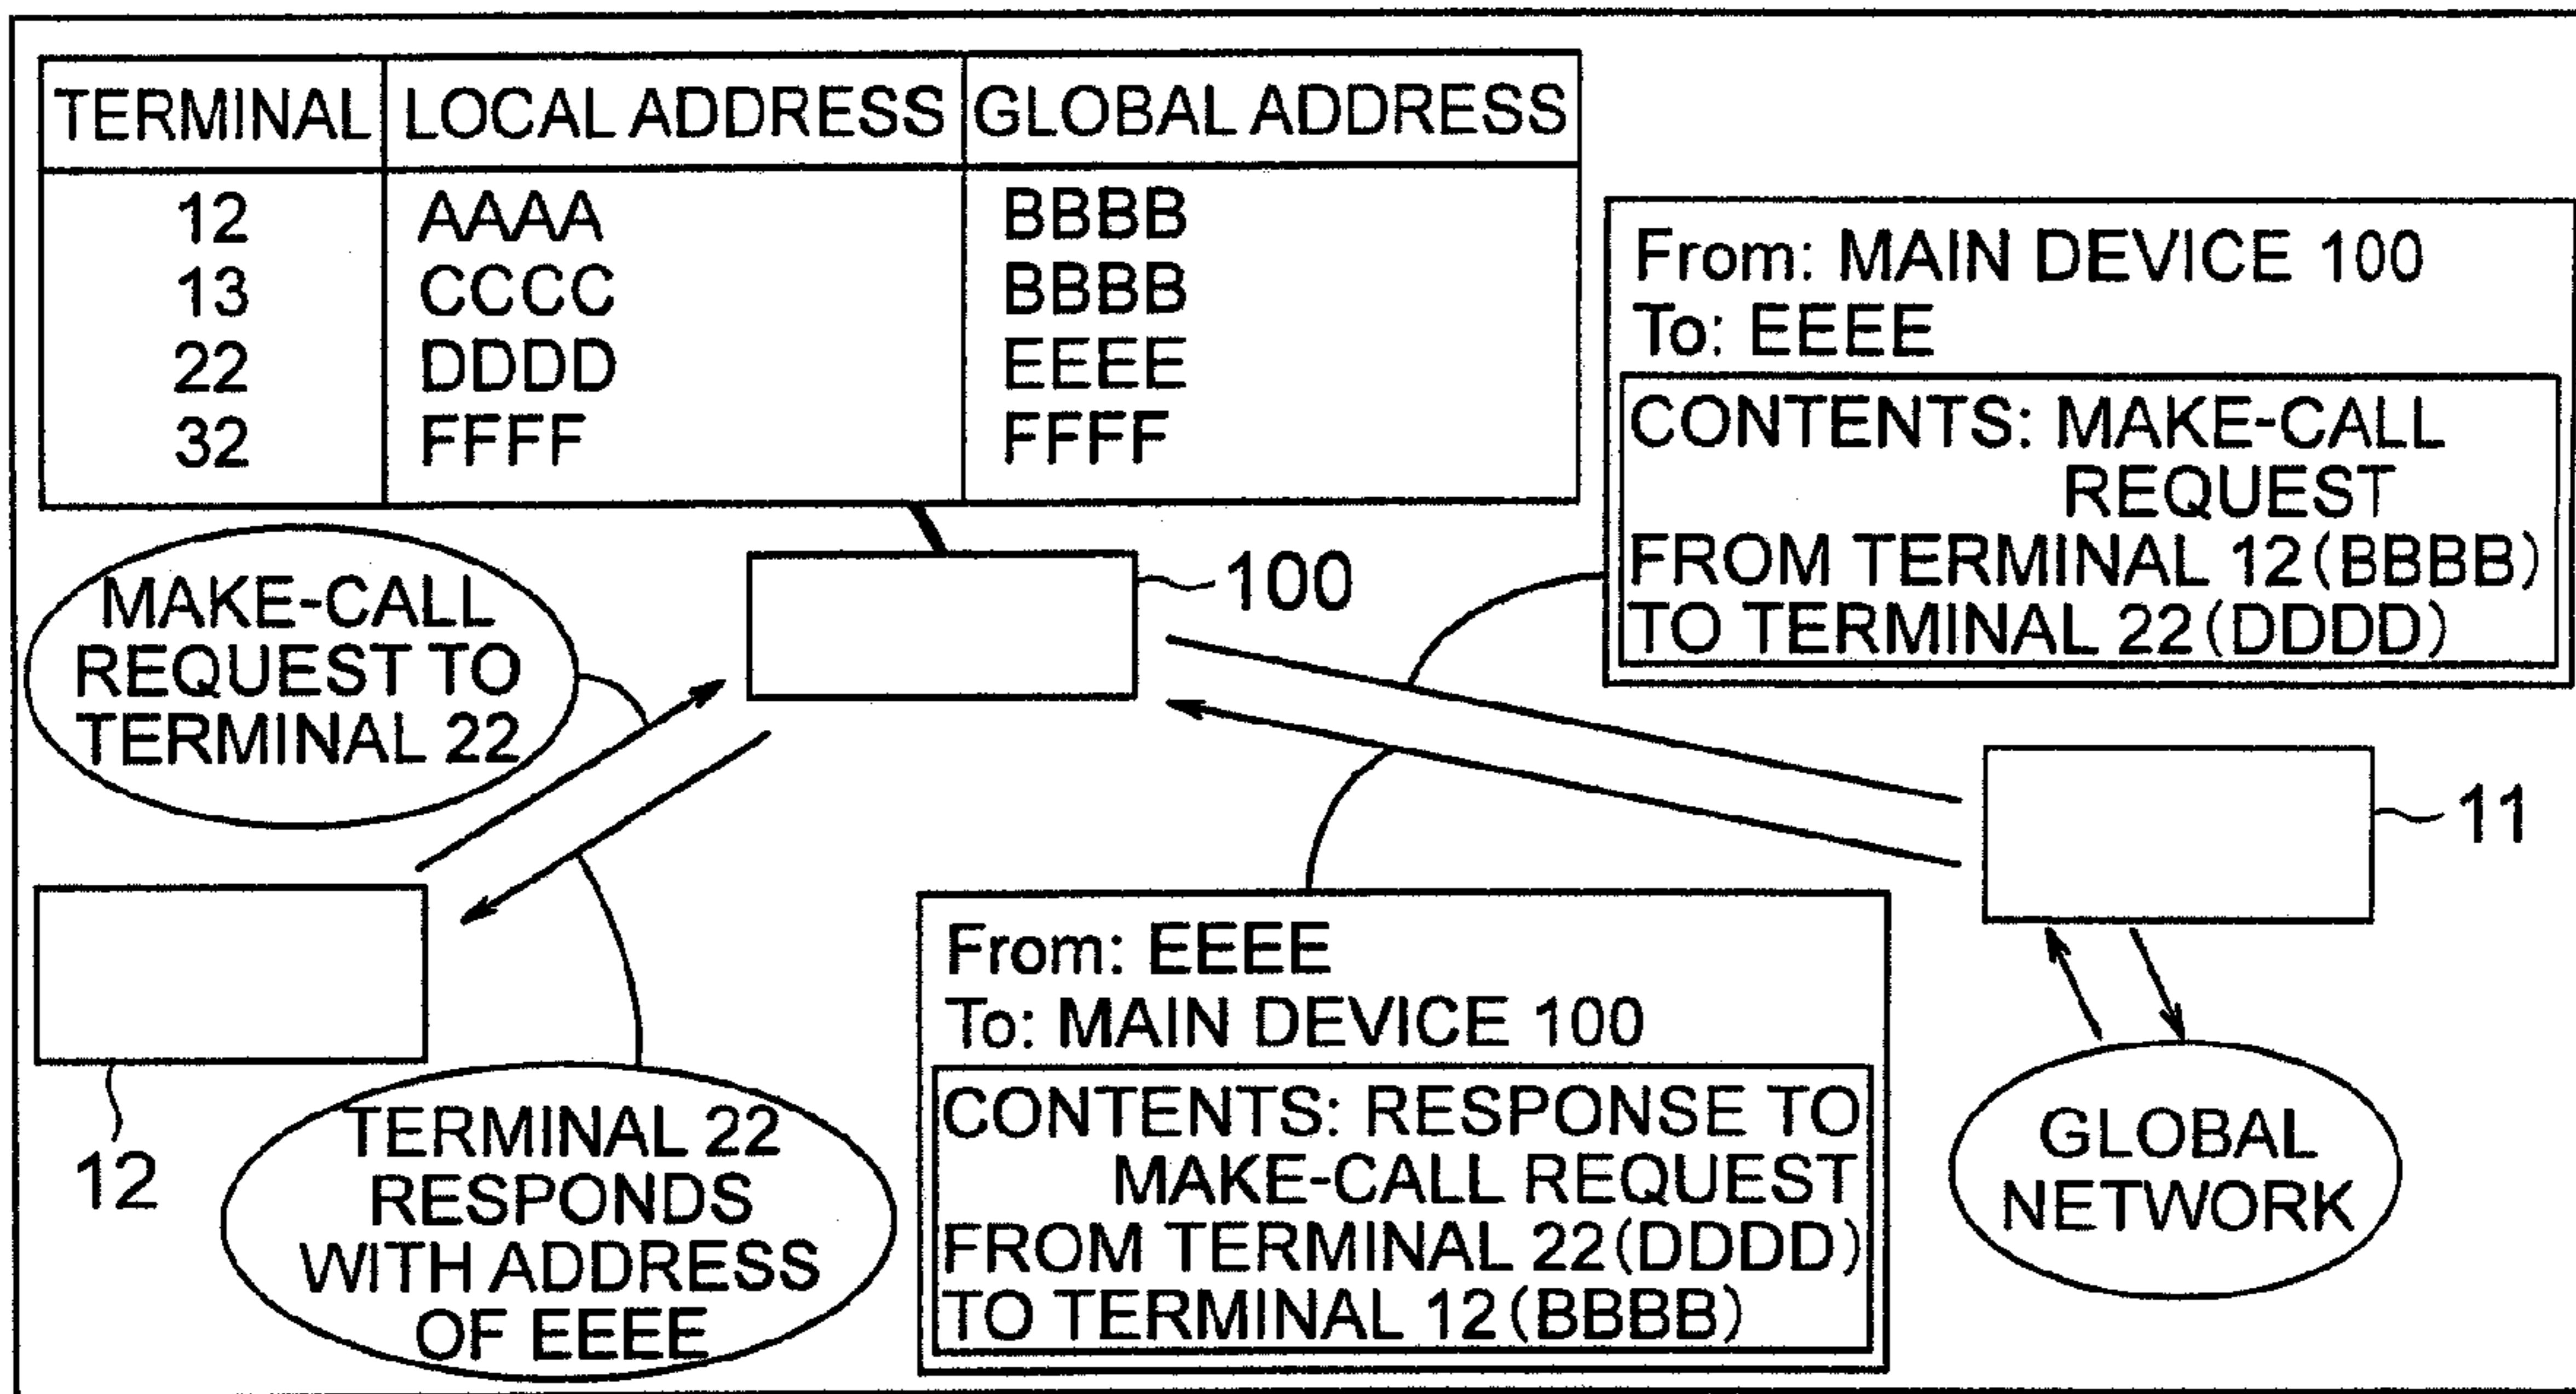 TERMINAL LOCAL ADDRESS GLOBAL ADDRESS
12 AAAA BBBB
13 CCCC BBBB
22 DDDD EEEE
32 FFFF FFFF
From: MAIN DEVICE 100
To: EEEE
CONTENTS: MAKE-CALL
REQUEST
FROM TERMINAL 12(BBBB)
TO TERMINAL 22(DDDD)
MAKE-CALL
REQUEST TO
TERMINAL 22
100
11
12
TERMINAL 22
RESPONDS
WITH ADDRESS
OF EEEE
From: EEEE
To: MAIN DEVICE 100
CONTENTS: RESPONSE TO
MAKE-CALL REQUEST
FROM TERMINAL 22(DDDD)
TO TERMINAL 12(BBBB)
GLOBAL
NETWORK